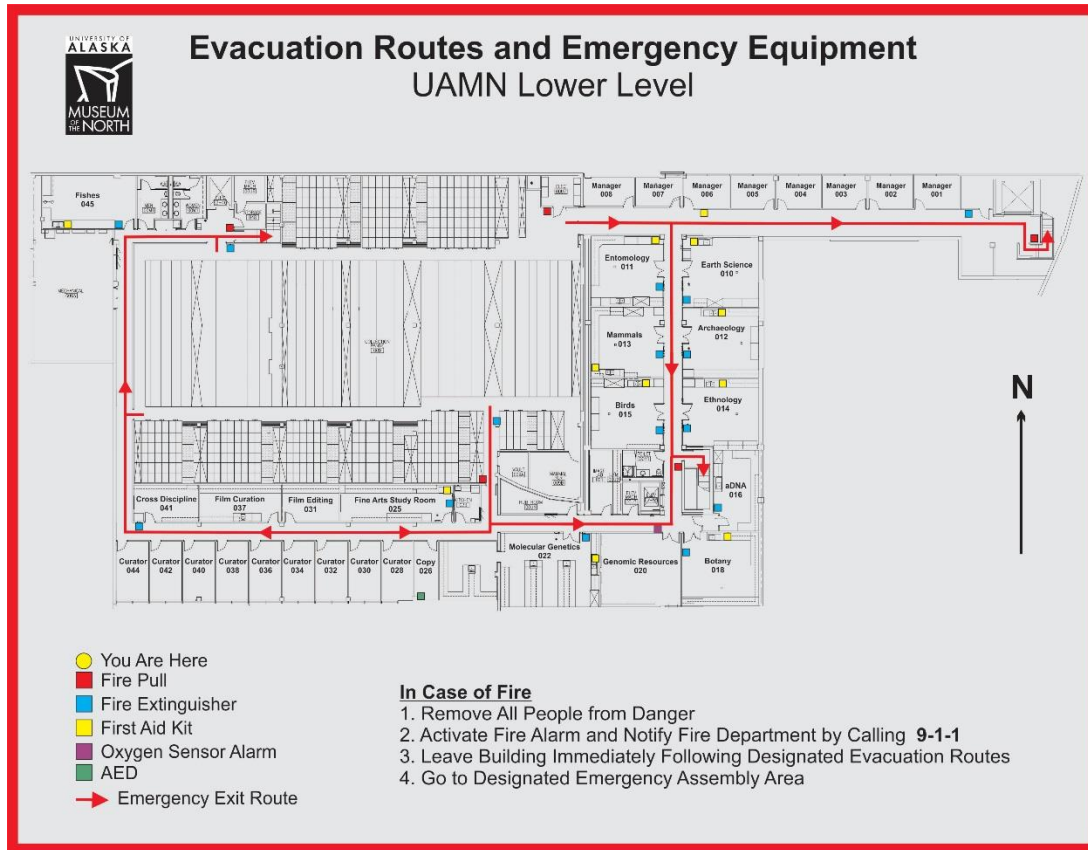 UNIVERSITY OF
ALASKA
MUSEUM
OF THE NORTH
Evacuation Routes and Emergency Equipment
UAMN Lower Level
Fishes
045
Manager
008
Manager
007
Manager
006
Manager
005
Manager
004
Manager
003
Manager
002
Manager
001
Entomology
011
Earth Science
010
Mammals
013
Archaeology
012
Birds
015
Ethnology
014
aDNA
016
MECHANICAL
N
Cross Discipline
041
Film Curation
037
Film Editing
031
Fine Arts Study Room
025
Molecular Genetics
022
Genomic Resources
020
Botany
018
Curator
044
Curator
042
Curator
040
Curator
038
Curator
036
Curator
034
Curator
032
Curator
030
Curator
028
Copy
026
You Are Here
Fire Pull
Fire Extinguisher
First Aid Kit
Oxygen Sensor Alarm
AED
Emergency Exit Route
In Case of Fire
1. Remove All People from Danger
2. Activate Fire Alarm and Notify Fire Department by Calling 9-1-1
3. Leave Building Immediately Following Designated Evacuation Routes
4. Go to Designated Emergency Assembly Area